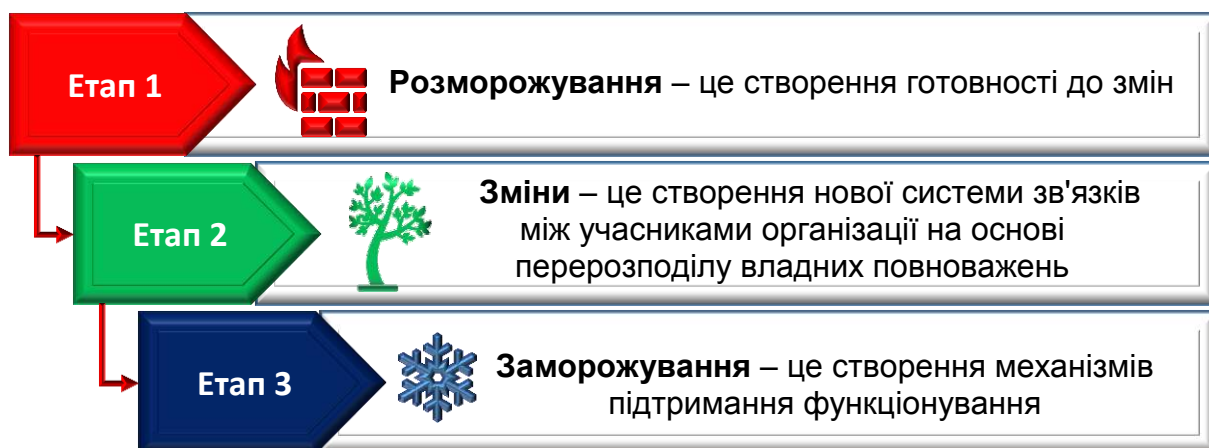 Етап 1
Розморожування – це створення готовності до змін
Етап 2
Зміни – це створення нової системи зв'язків
між учасниками організації на основі
перерозподілу владних повноважень
Етап 3
Заморожування – це створення механізмів
підтримання функціонування